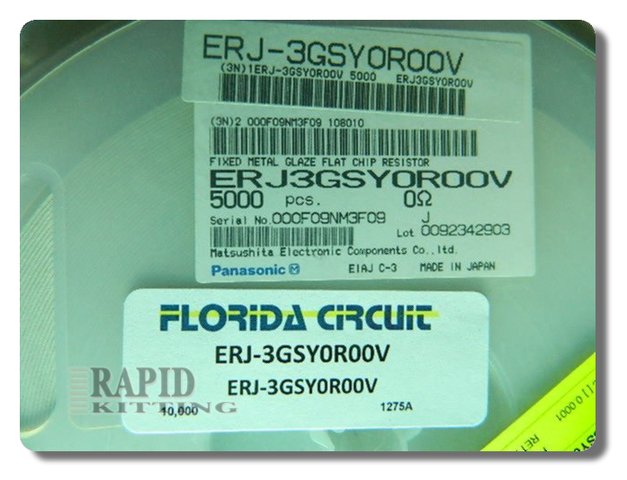 ERJ-3GSY0R00V
(3N)1ERJ-3GSY0R00V 5000 ERJ3GSY0R00V
(3N)2 000F09NM3F09 108010
FIXED METAL GLAZE FLAT CHIP RESISTOR
ERJ3GSY0R00V
5000 pcs. 0Ω
Serial No.000F09NM3F09 J
Lot 0092342903
Matsushita Electronic Components Co.,ltd.
Panasonic M EIAJ C-3 MADE IN JAPAN
FLORIDA CIRCUIT
ERJ-3GSY0R00V
ERJ-3GSY0R00V
10,000 1275A
RAPID
KITTING